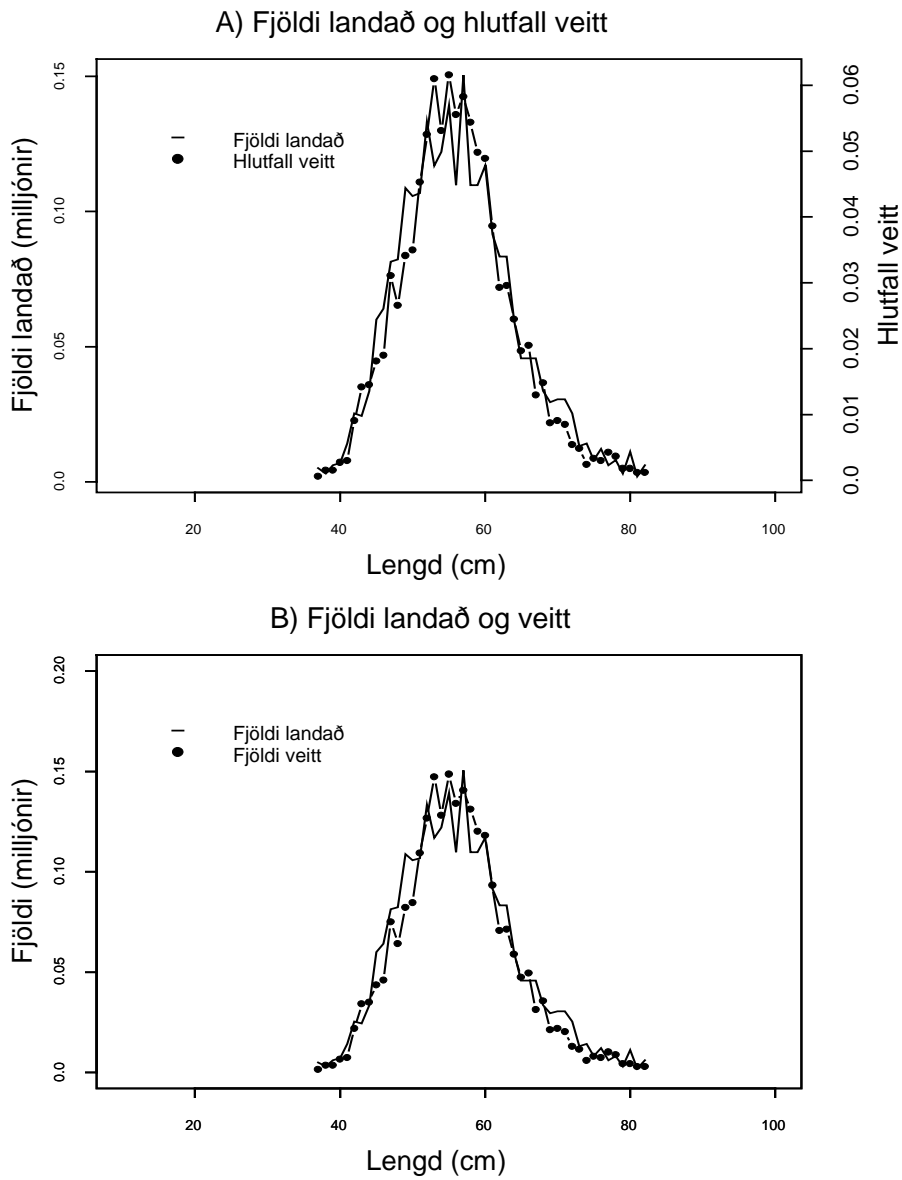 A) Fjöldi landað og hlutfall veitt
Fjöldi landað (milljónir)
0.15
0.10
0.05
0.0
Fjöldi landað
Hlutfall veitt
0.06
0.05
0.04
0.03
0.02
0.01
0.0
Hlutfall veitt
20 40 60 80 100
Lengd (cm)
B) Fjöldi landað og veitt
Fjöldi (milljónir)
0.20
0.15
0.10
0.05
0.0
Fjöldi landað
Fjöldi veitt
20 40 60 80 100
Lengd (cm)